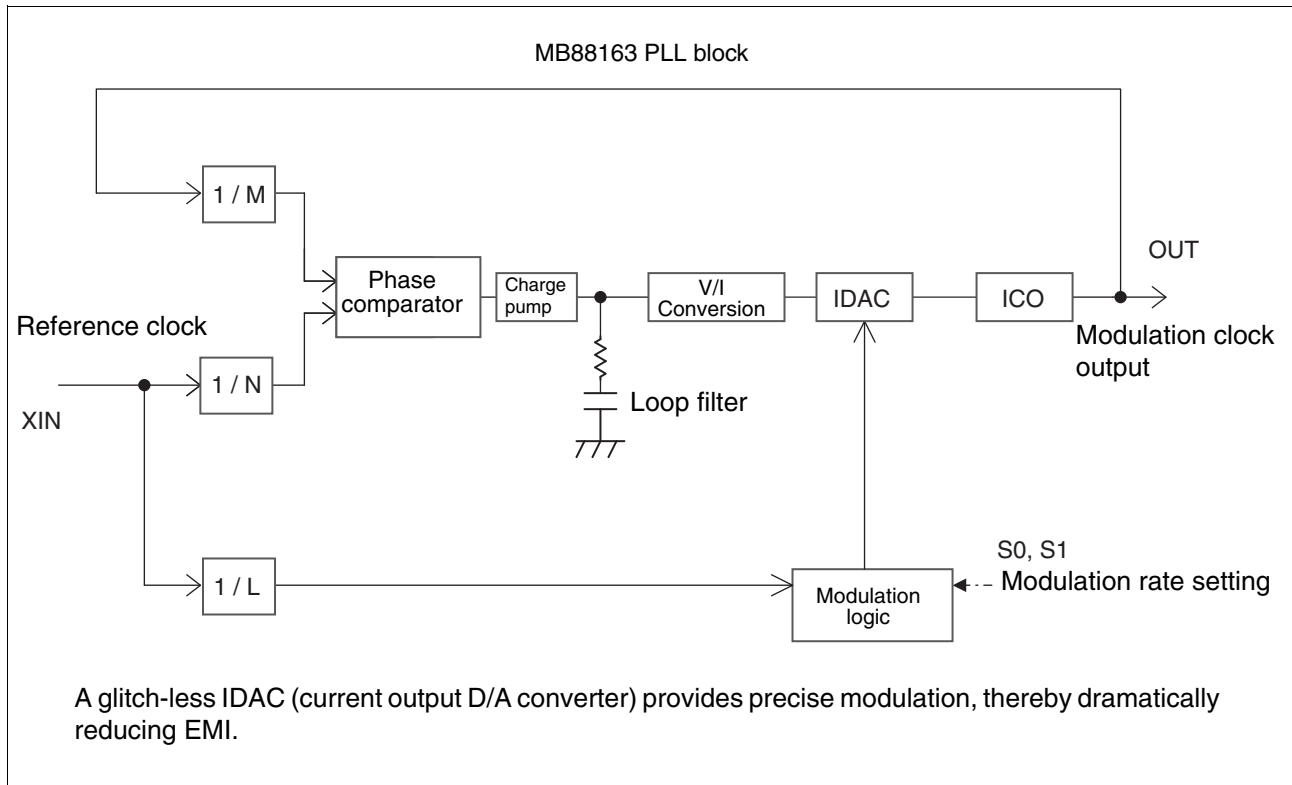 MB88163 PLL block
1 / M
Phase
comparator
Charge
pump
V/I
Conversion
IDAC
ICO
OUT
Modulation clock
output
Reference clock
1 / N
XIN
Loop filter
1 / L
Modulation
logic
S0, S1
Modulation rate setting
A glitch-less IDAC (current output D/A converter) provides precise modulation, thereby dramatically
reducing EMI.